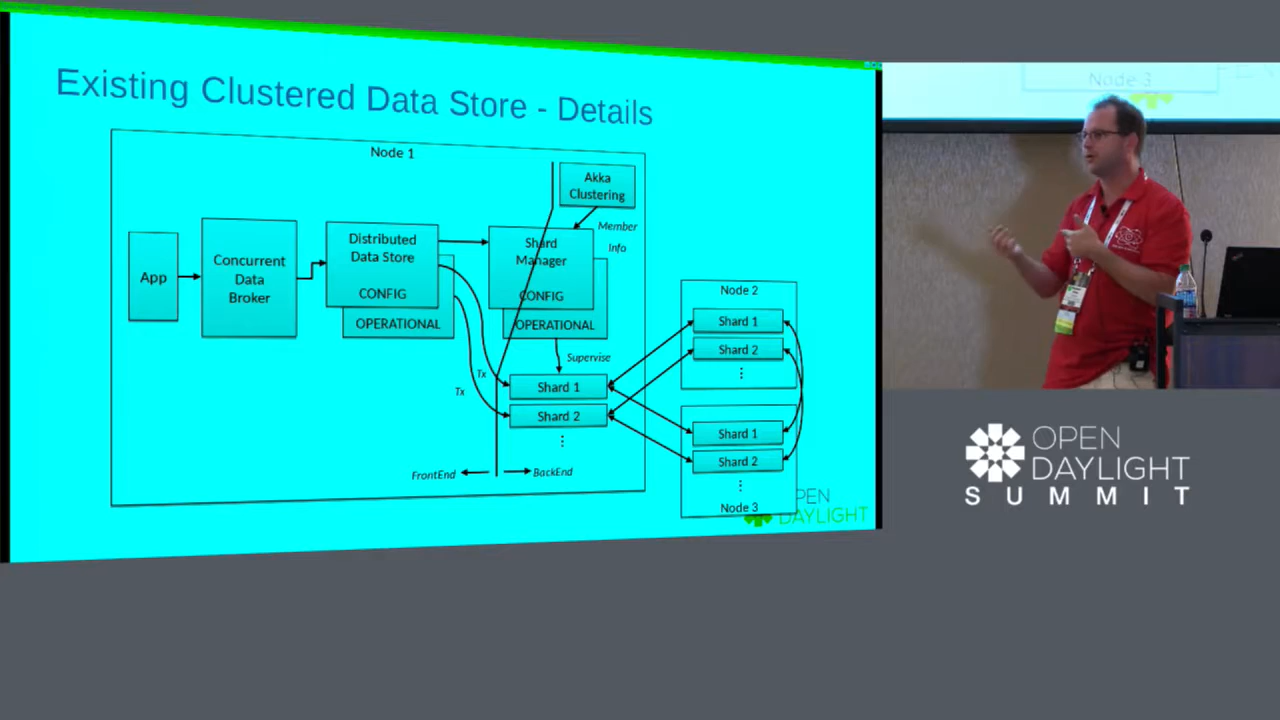 Existing Clustered Data Store - Details
Node 1
Akka
Clustering
Member
Info
App
Concurrent
Data
Broker
Distributed
Data Store
CONFIG
OPERATIONAL
Shard
Manager
CONFIG
OPERATIONAL
Supervise
Tx
Tx
Shard 1
Shard 2
FrontEnd
BackEnd
Node 2
Shard 1
Shard 2
Shard 1
Shard 2
Node 3
OPEN
DAYLIGHT
Node 3
OPEN
DAYLIGHT
SUMMIT